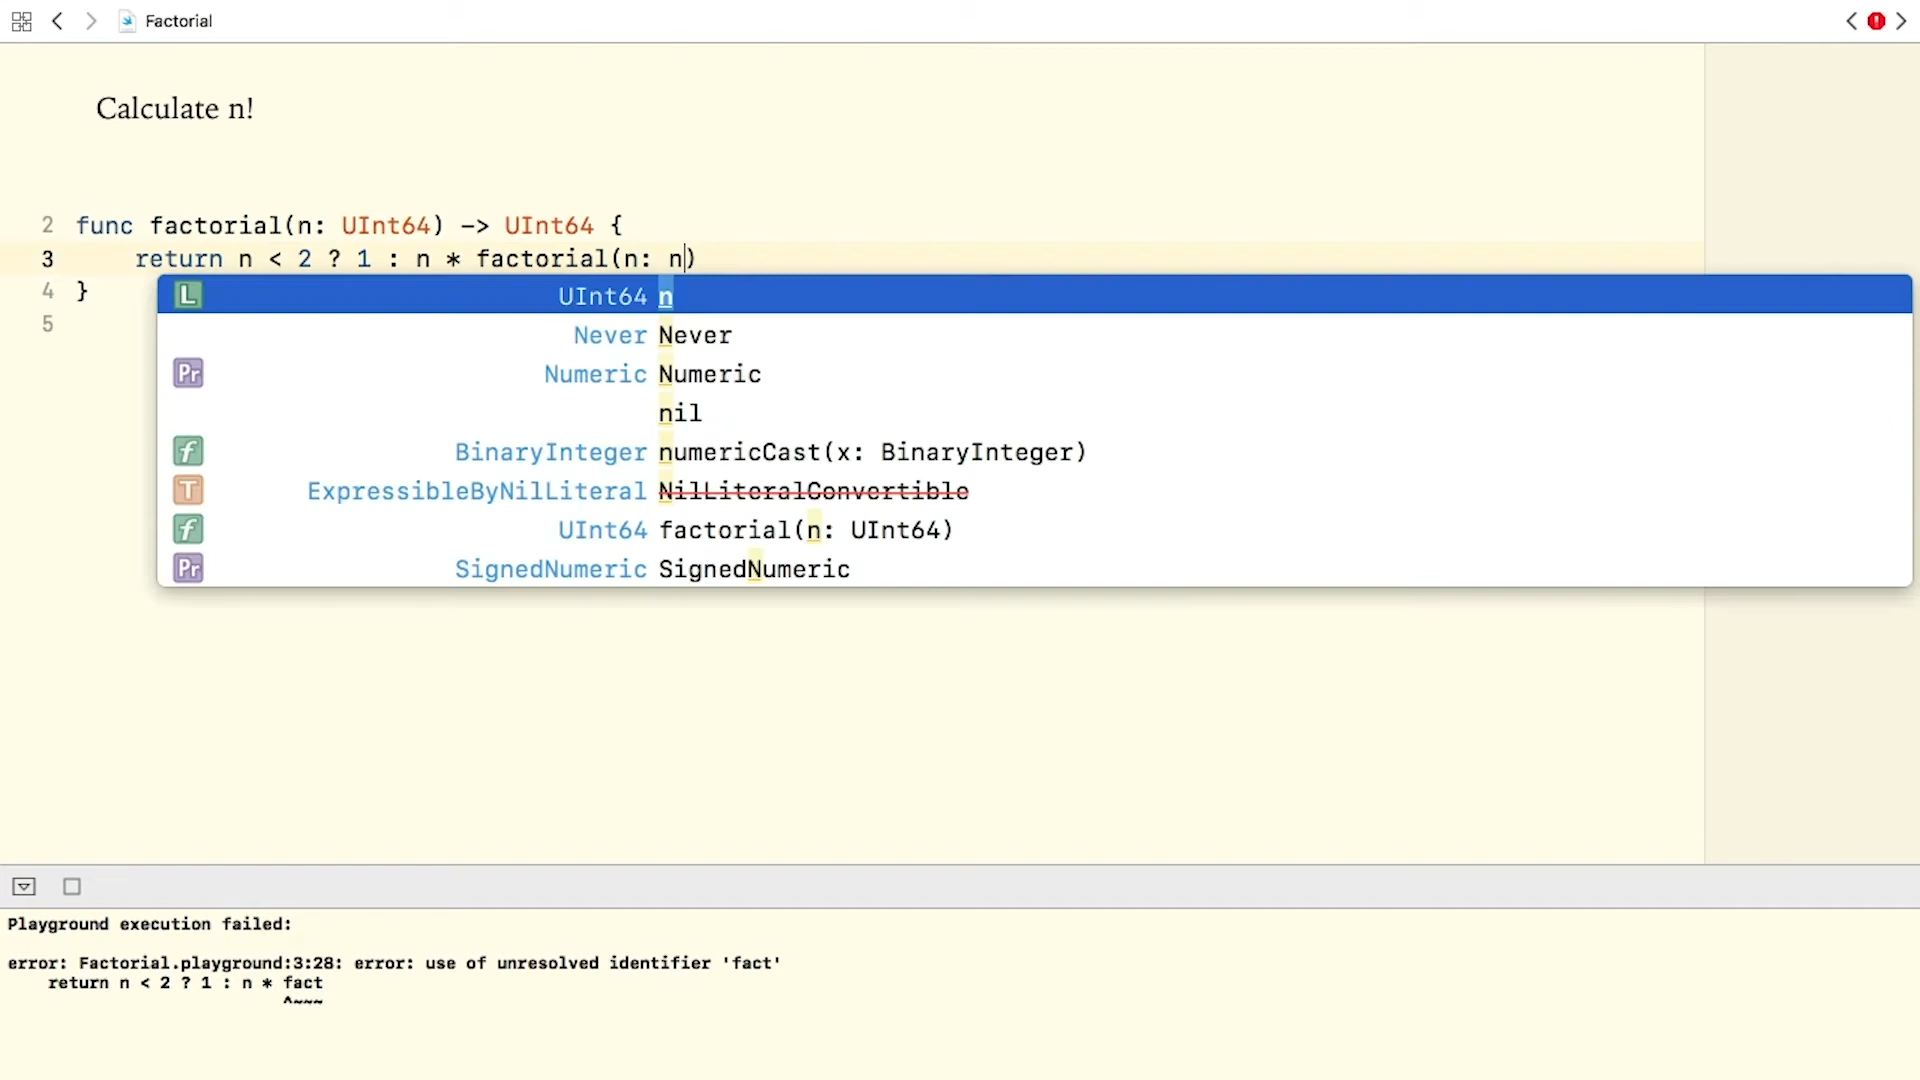 Factorial
Calculate n!
2 func factorial(n: UInt64) -> UInt64 {
3 return n < 2 ? 1 : n * factorial(n: n)
4 }
5
L UInt64 n
Never Never
Pr Numeric Numeric
nil
f BinaryInteger numericCast(x: BinaryInteger)
T ExpressibleByNilLiteral NilLiteralConvertible
f UInt64 factorial(n: UInt64)
Pr SignedNumeric SignedNumeric
Playground execution failed:
error: Factorial.playground:3:28: error: use of unresolved identifier 'fact'
return n < 2 ? 1 : n * fact
^~~~